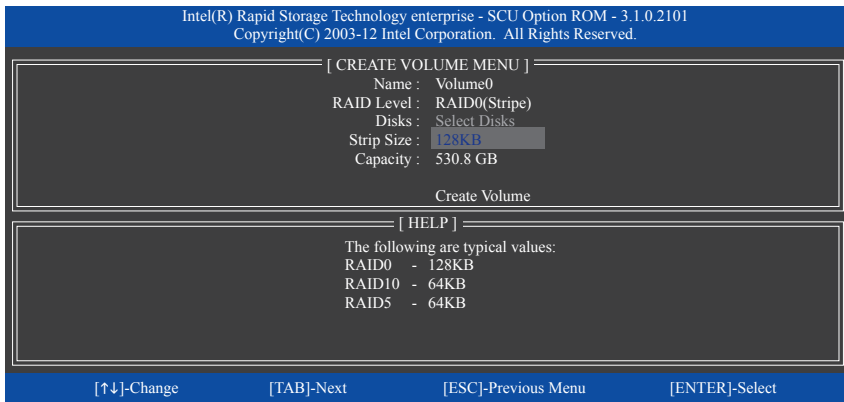 Intel(R) Rapid Storage Technology enterprise - SCU Option ROM - 3.1.0.2101
Copyright(C) 2003-12 Intel Corporation. All Rights Reserved.
[ CREATE VOLUME MENU ]
Name : Volume0
RAID Level : RAID0(Stripe)
Disks : Select Disks
Strip Size : 128KB
Capacity : 530.8 GB
Create Volume
[ HELP ]
The following are typical values:
RAID0 - 128KB
RAID10 - 64KB
RAID5 - 64KB
[↑↓]-Change [TAB]-Next [ESC]-Previous Menu [ENTER]-Select